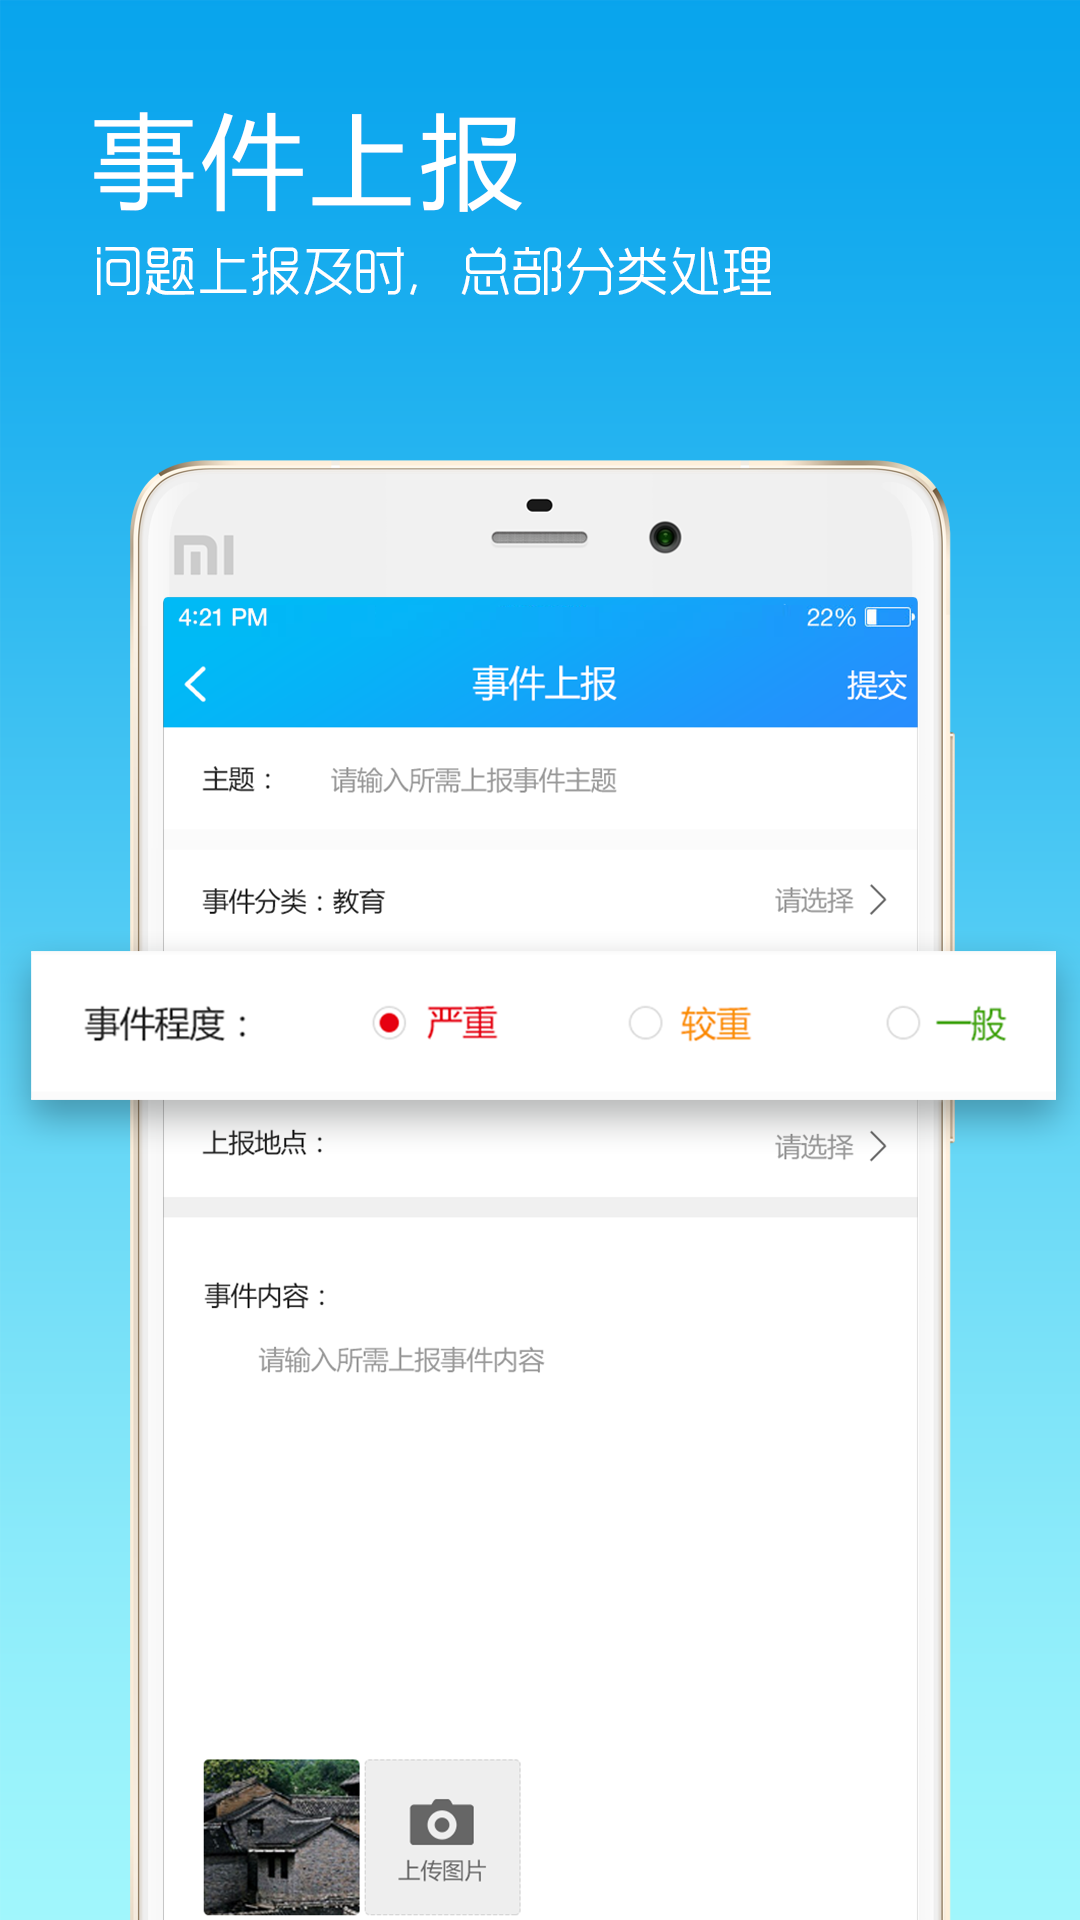 事件上报
问题上报及时，总部分类处理
mi
4:21 PM 22%
事件上报 提交
主题： 请输入所需上报事件主题
事件分类：教育 请选择
事件程度： 严重 较重 一般
上报地点： 请选择
事件内容：
请输入所需上报事件内容
上传图片